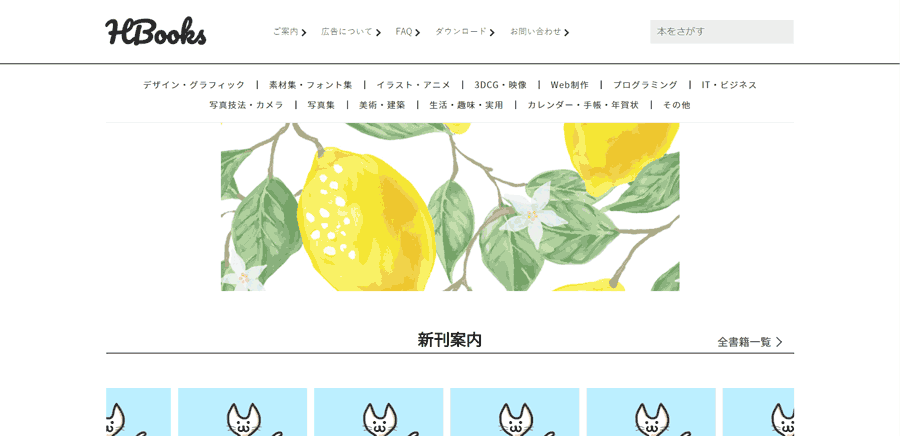 HBooks
ご案内 広告について FAQ ダウンロード お問い合わせ
本をさがす
デザイン・グラフィック | 素材集・フォント集 | イラスト・アニメ | 3DCG・映像 | Web制作 | プログラミング | IT・ビジネス
写真技法・カメラ | 写真集 | 美術・建築 | 生活・趣味・実用 | カレンダー・手帳・年賀状 | その他
新刊案内
全書籍一覧